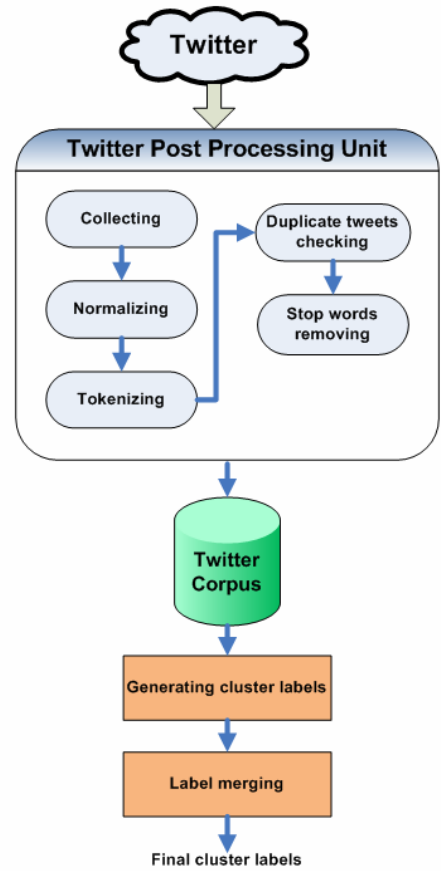 Twitter
Twitter Post Processing Unit
Collecting
Normalizing
Tokenizing
Duplicate tweets
checking
Stop words
removing
Twitter
Corpus
Generating cluster labels
Label merging
Final cluster labels